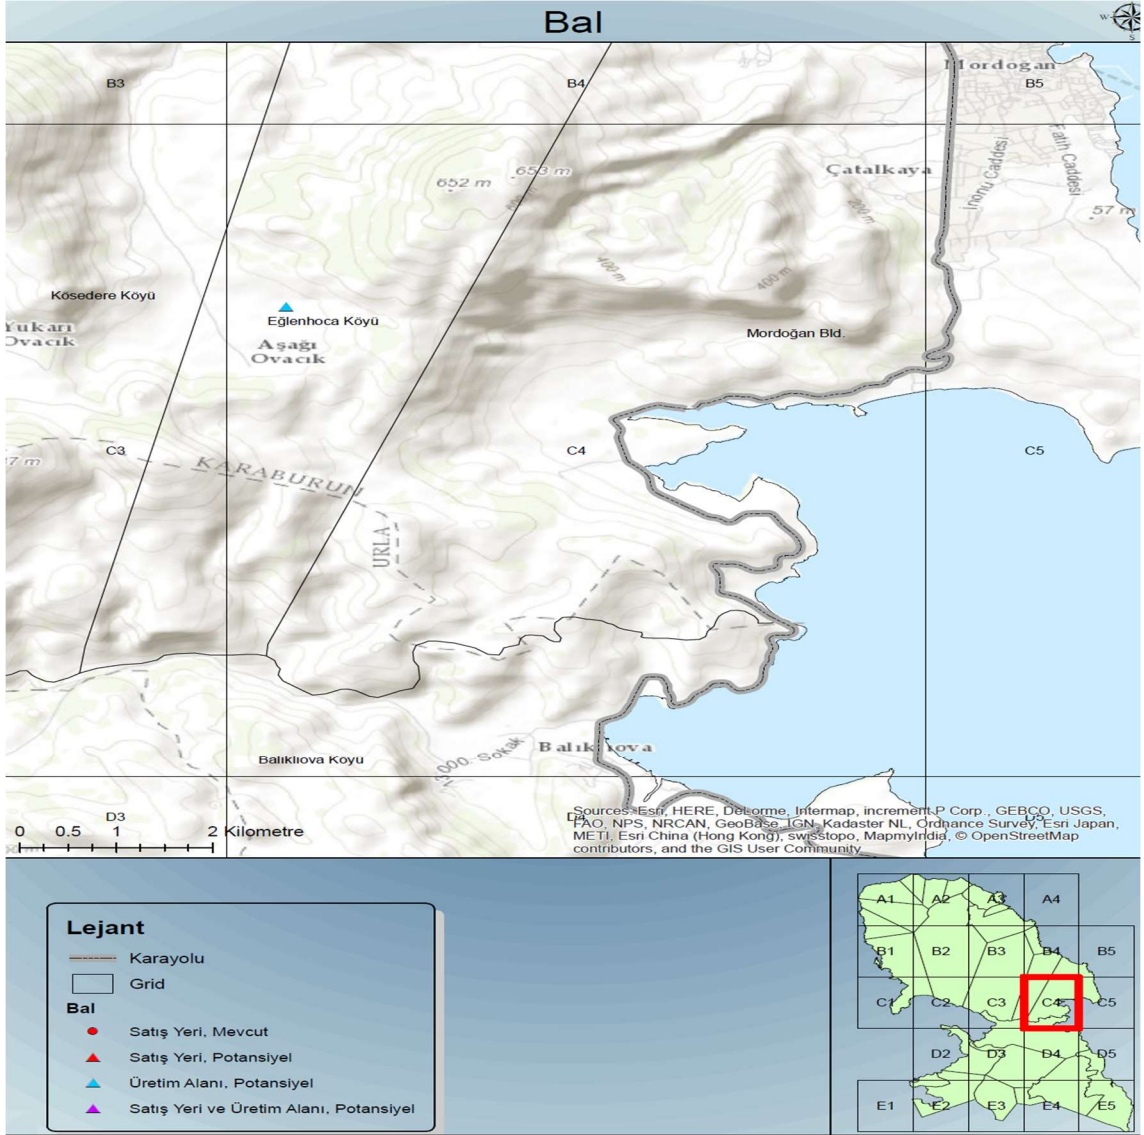 Bal
W
S
B3
B4
Mordogan
B5
Çatalkaya
İnonu Caddesi
Fatih Caddesi
652 m
653 m
200 m
57 m
400 m
400 m
Kösedere Köyü
Yukarı
Ovacık
Eğlenhoca Köyü
Aşağı
Ovacık
Mordoğan Bld.
C3
C4
C5
7 m
KARABURUN
URLA
Balıklıova
Balıklıova Köyü
3000 Sokak
D3
D4
D5
0 0.5 1 2 Kilometre
Sources: Esri, HERE, DeLorme, Intermap, increment P Corp., GEBCO, USGS,
FAO, NPS, NRCAN, GeoBase, IGN, Kadaster NL, Ordnance Survey, Esri Japan,
METI, Esri China (Hong Kong), swisstopo, MapmyIndia, © OpenStreetMap
contributors, and the GIS User Community
Lejant
Karayolu
Grid
Bal
Satış Yeri, Mevcut
Satış Yeri, Potansiyel
Üretim Alanı, Potansiyel
Satış Yeri ve Üretim Alanı, Potansiyel
A1 A2 A3 A4
B1 B2 B3 B4 B5
C1 C2 C3 C4 C5
D2 D3 D4 D5
E1 E2 E3 E4 E5